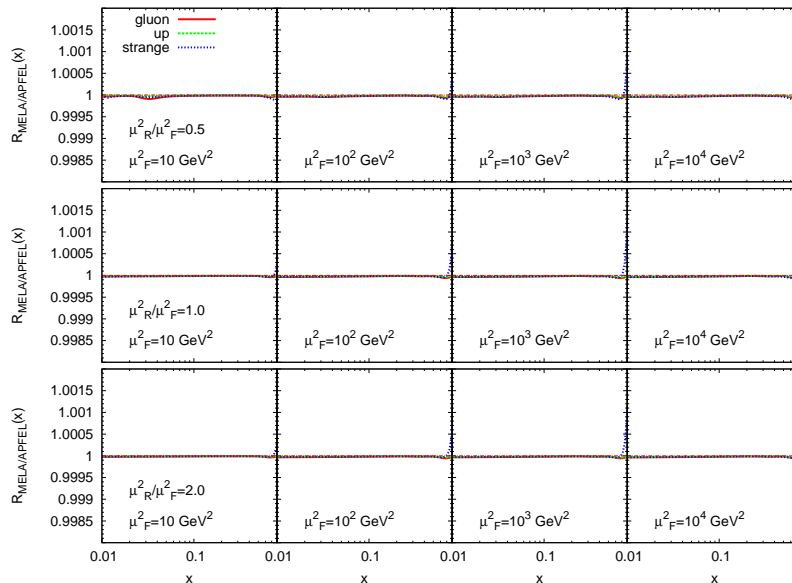 gluon
up
strange
R_MELA/APFEL(x)
1.0015
1.001
1.0005
1
0.9995
0.999
0.9985
μ²_R/μ²_F=0.5
μ²_F=10 GeV²
μ²_F=10² GeV²
μ²_F=10³ GeV²
μ²_F=10⁴ GeV²
R_MELA/APFEL(x)
1.0015
1.001
1.0005
1
0.9995
0.999
0.9985
μ²_R/μ²_F=1.0
μ²_F=10 GeV²
μ²_F=10² GeV²
μ²_F=10³ GeV²
μ²_F=10⁴ GeV²
R_MELA/APFEL(x)
1.0015
1.001
1.0005
1
0.9995
0.999
0.9985
μ²_R/μ²_F=2.0
μ²_F=10 GeV²
μ²_F=10² GeV²
μ²_F=10³ GeV²
μ²_F=10⁴ GeV²
0.01 0.1 0.01 0.1 0.01 0.1 0.01 0.1
x x x x